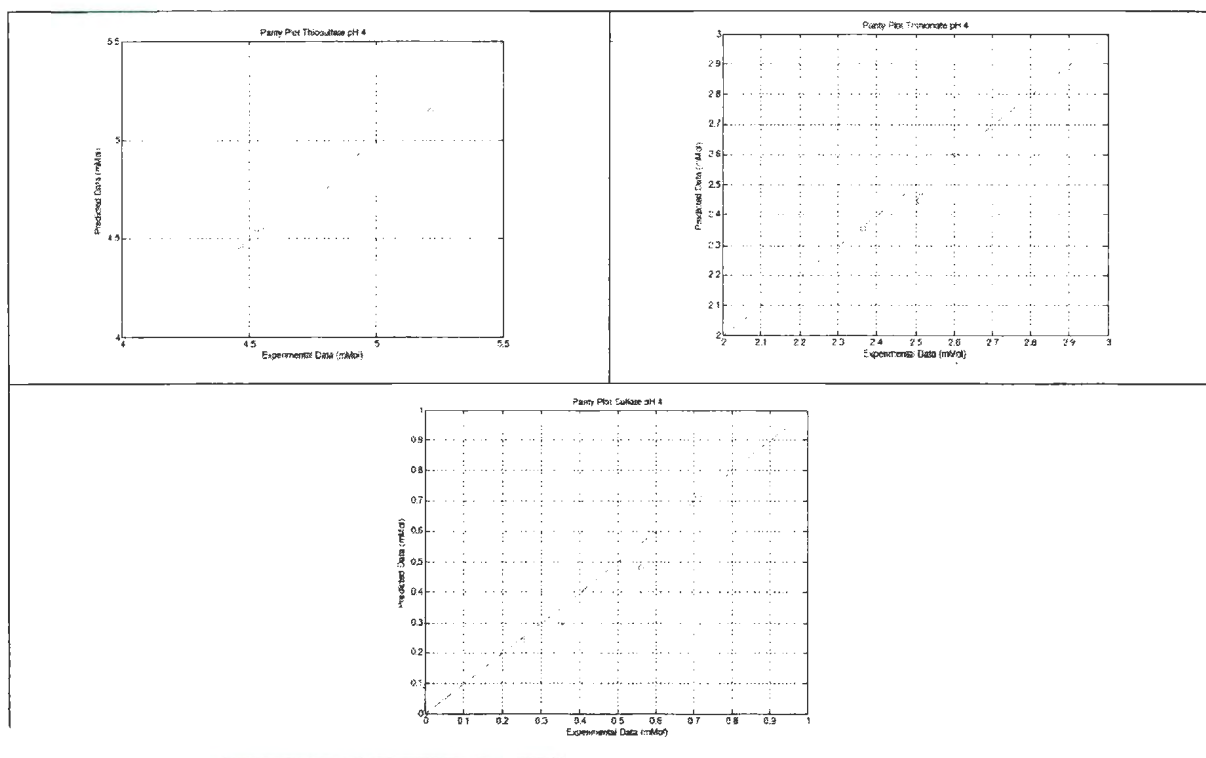 Parity Plot Thiosulfate pH 4
5.5
5
4.5
4
Predicted Data (mMol)
4 4.5 5 5.5
Experimental Data (mMol)
Parity Plot Trithionate pH 4
3
2.9
2.8
2.7
2.6
2.5
2.4
2.3
2.2
2.1
2
Predicted Data (mMol)
2 2.1 2.2 2.3 2.4 2.5 2.6 2.7 2.8 2.9 3
Experimental Data (mMol)
Parity Plot Sulfate pH 4
1
0.9
0.8
0.7
0.6
0.5
0.4
0.3
0.2
0.1
0
Predicted Data (mMol)
0 0.1 0.2 0.3 0.4 0.5 0.6 0.7 0.8 0.9 1
Experimental Data (mMol)